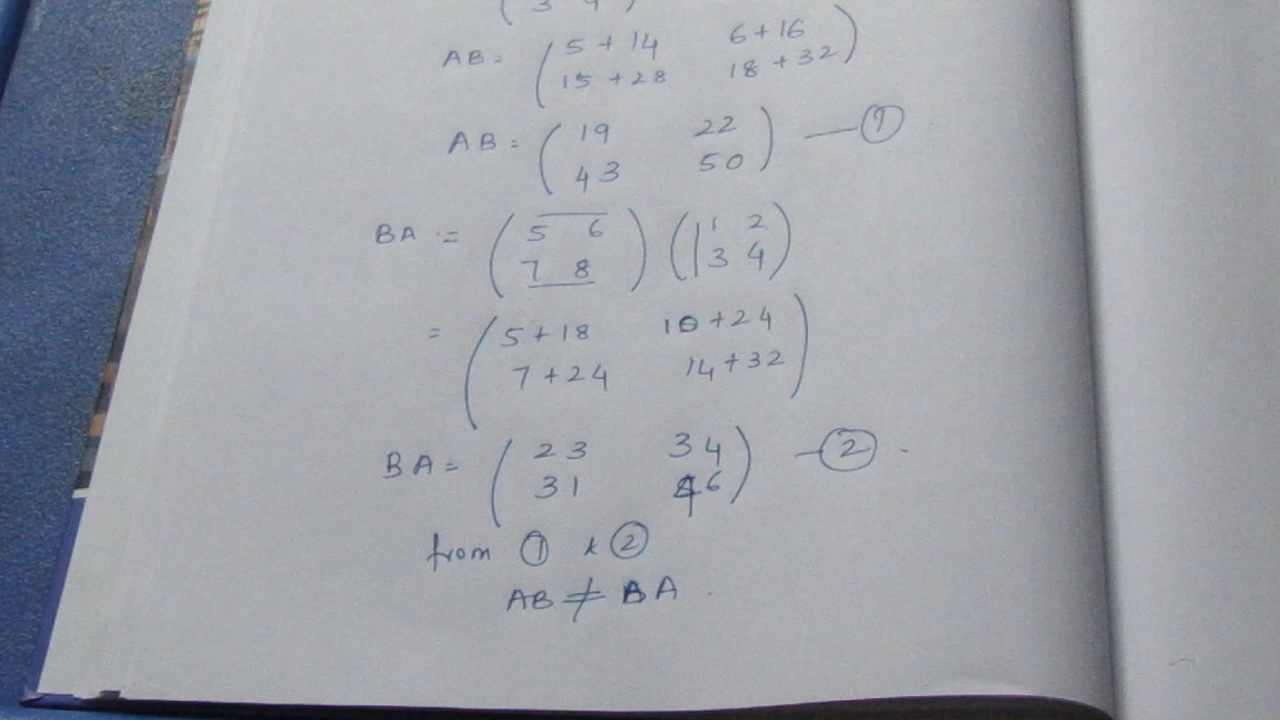 ( 3 4 )
AB = ( 5 + 14 6 + 16 )
15 + 28 18 + 32
AB = ( 19 22 ) — ①
43 50
BA = ( 5 6 ) ( 1 2 )
7 8 3 4
= ( 5 + 18 10 + 24 )
7 + 24 14 + 32
BA = ( 23 34 ) — ② .
31 46
from ① & ②
AB ≠ BA .